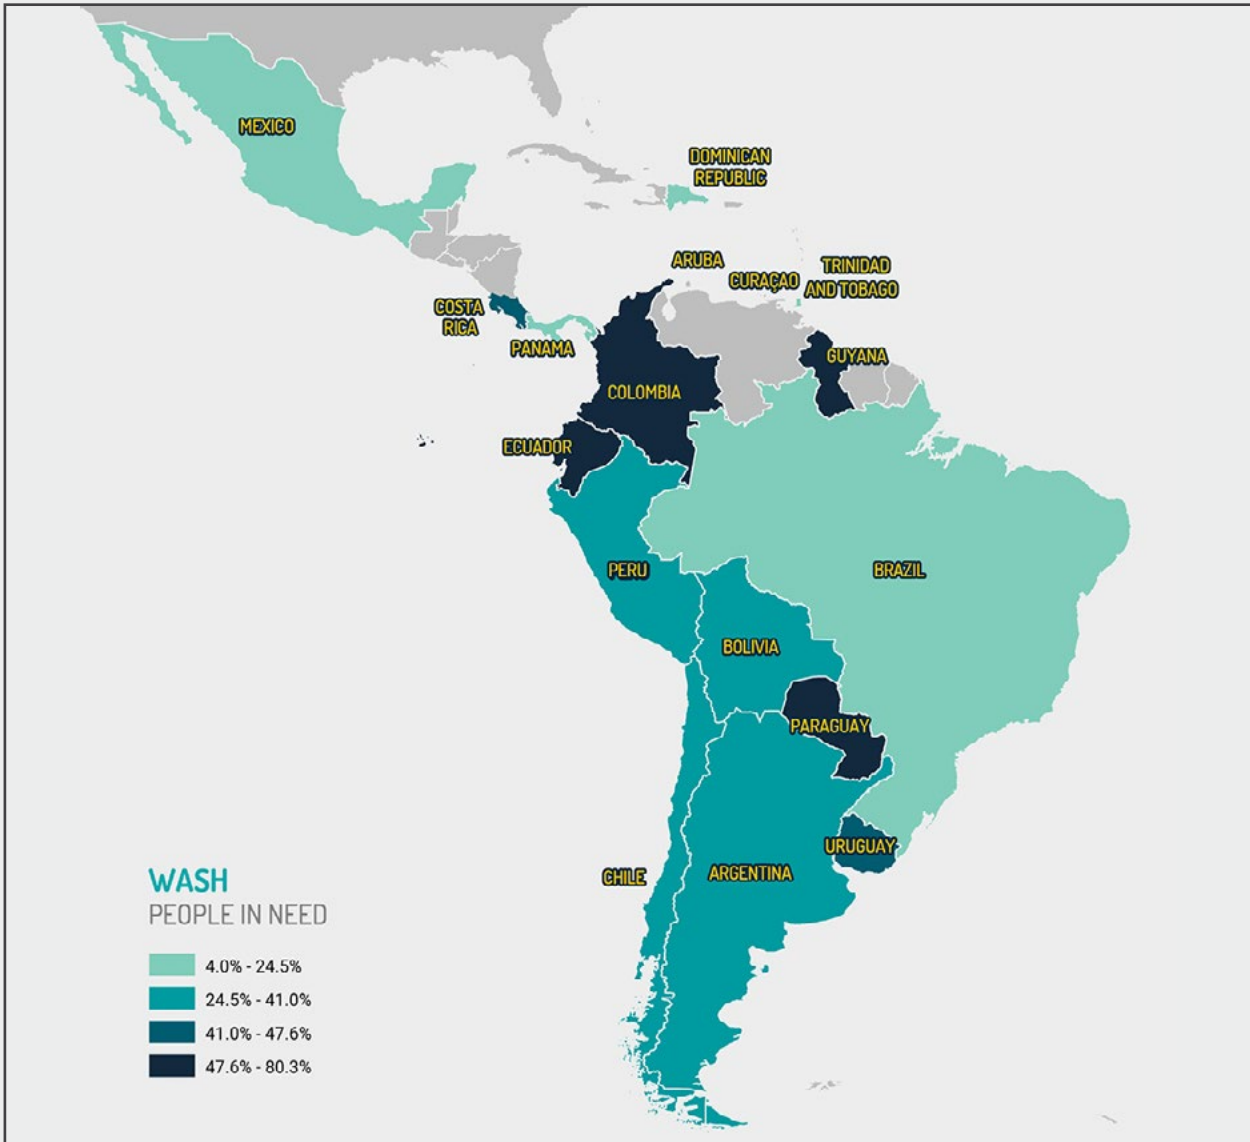 MEXICO
DOMINICAN
REPUBLIC
ARUBA
CURAÇAO
TRINIDAD
AND TOBAGO
COSTA
RICA
PANAMA
GUYANA
COLOMBIA
ECUADOR
PERU
BRAZIL
BOLIVIA
PARAGUAY
URUGUAY
CHILE
ARGENTINA
WASH
PEOPLE IN NEED
4.0% - 24.5%
24.5% - 41.0%
41.0% - 47.6%
47.6% - 80.3%